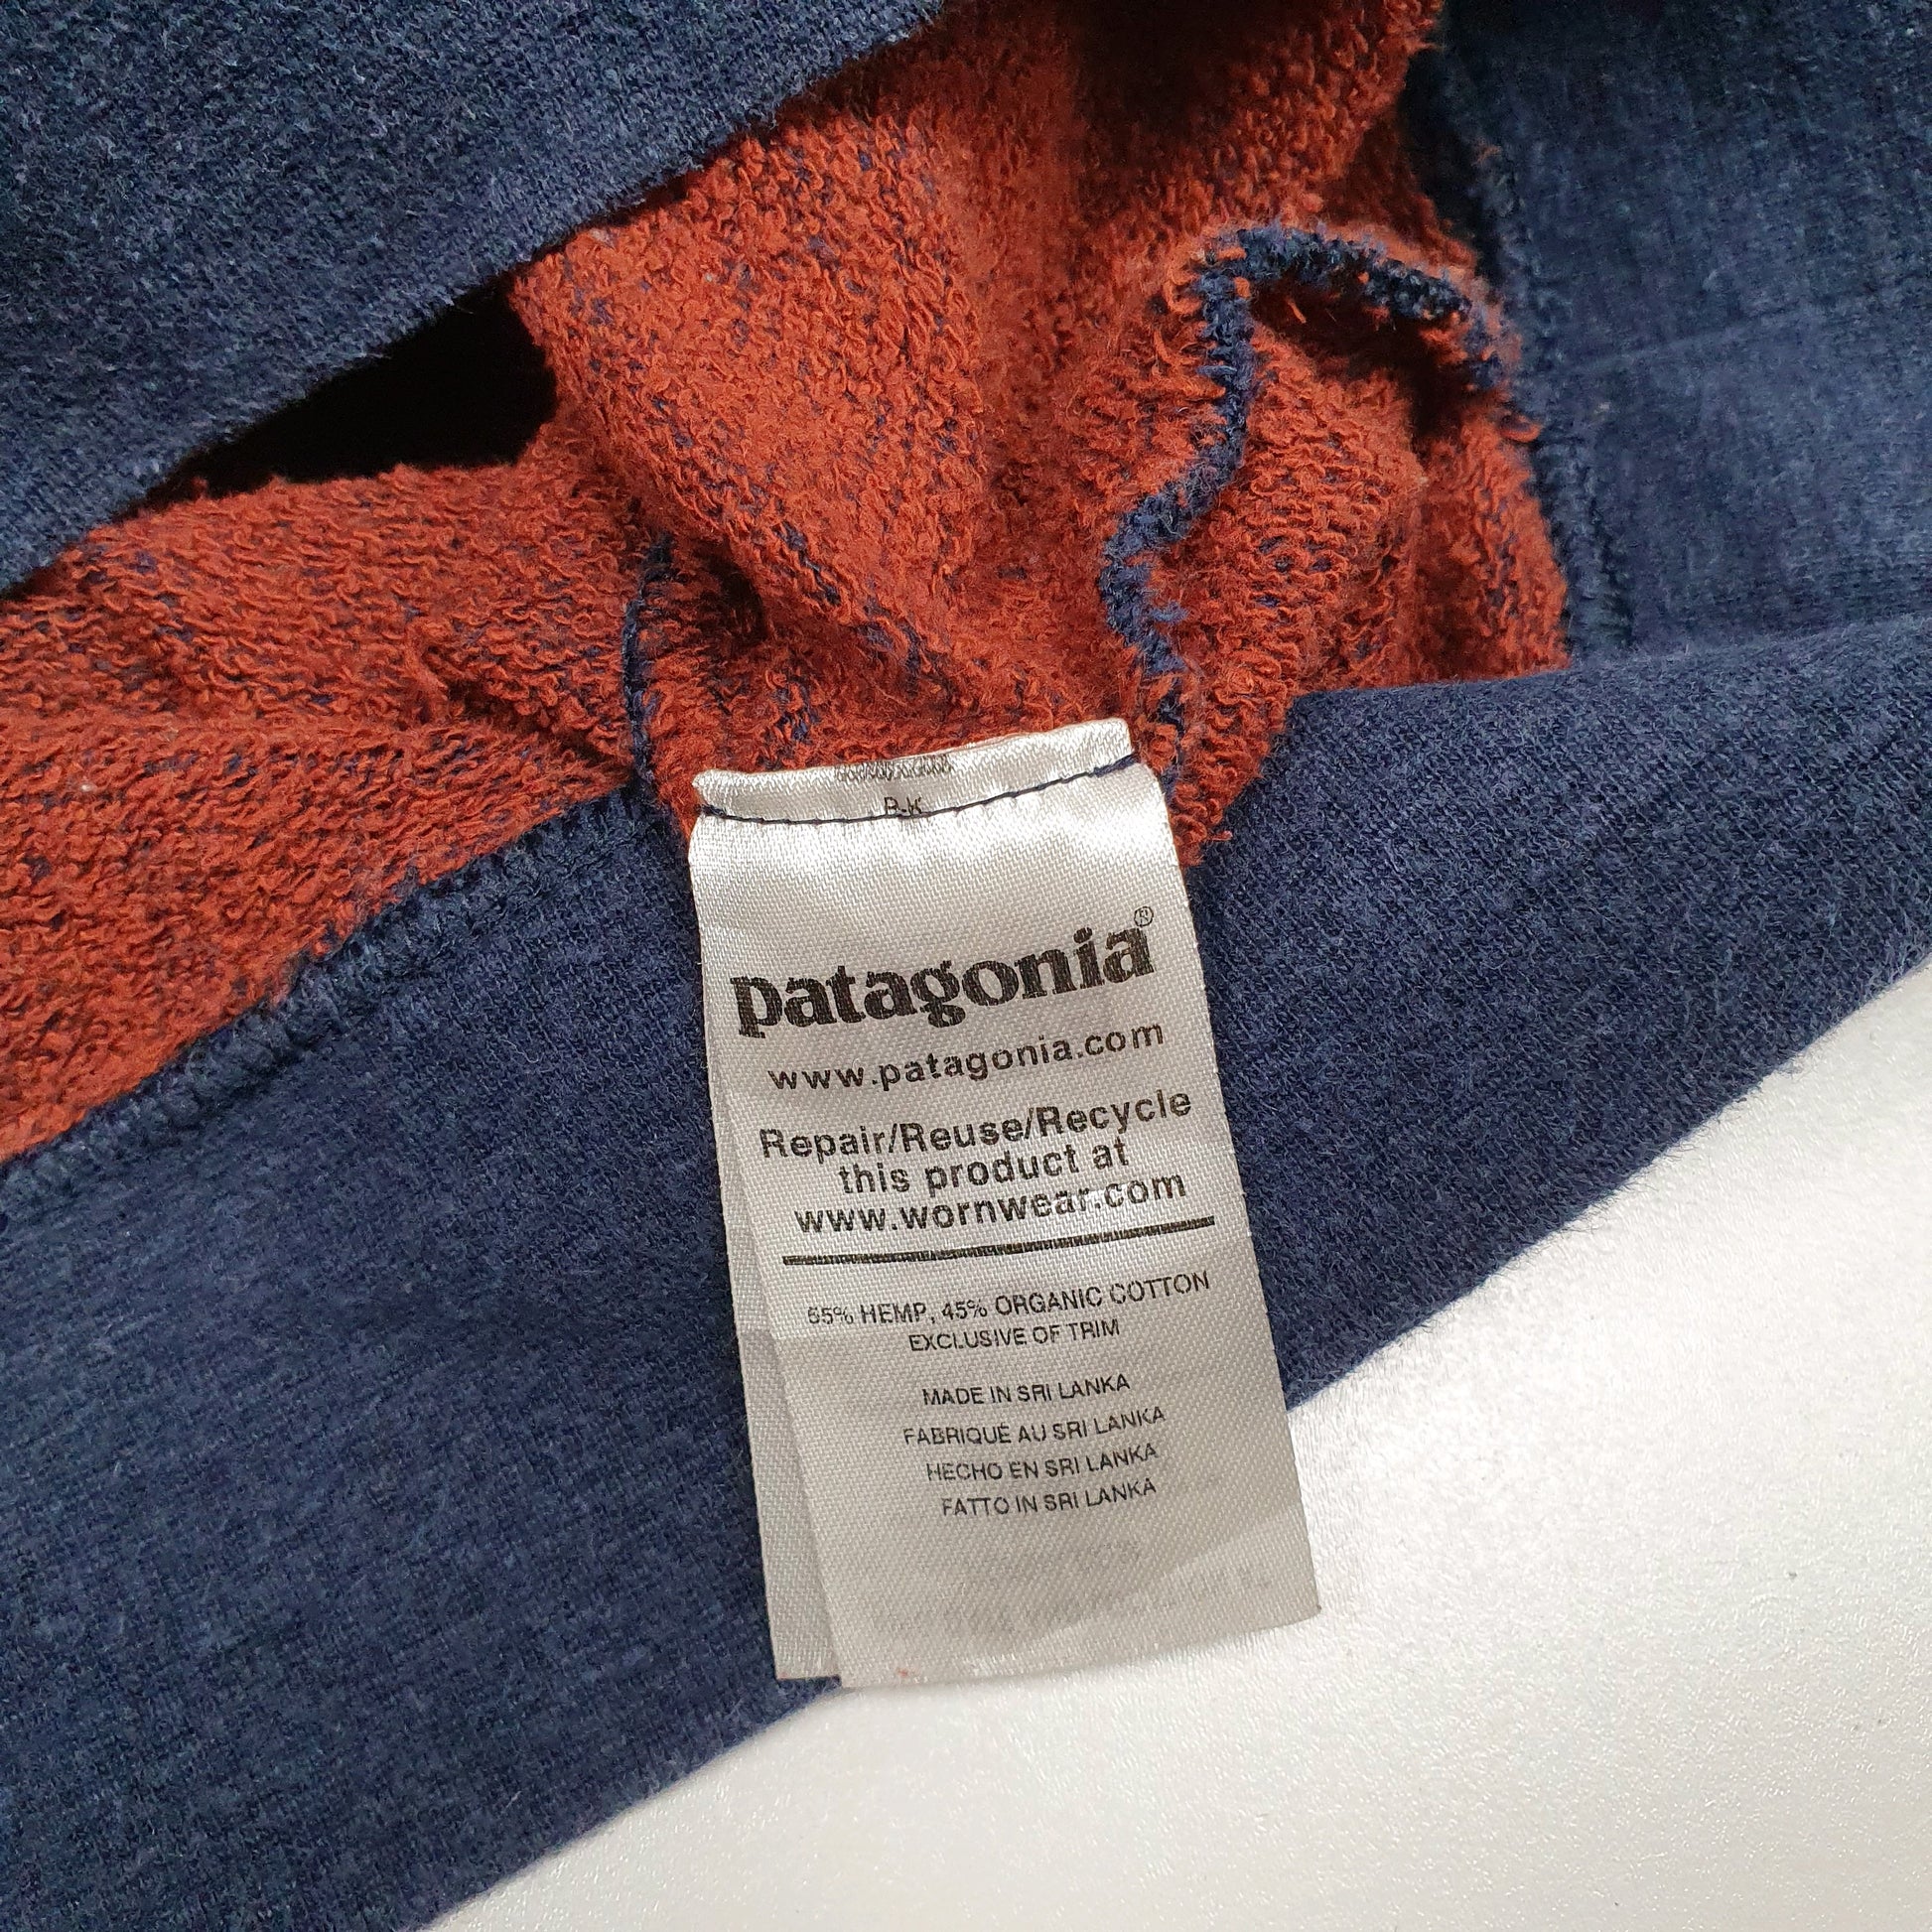 patagonia®
www.patagonia.com
Repair/Reuse/Recycle
this product at
www.wornwear.com
55% HEMP, 45% ORGANIC COTTON
EXCLUSIVE OF TRIM
MADE IN SRI LANKA
FABRIQUÉ AU SRI LANKA
HECHO EN SRI LANKA
FATTO IN SRI LANKA